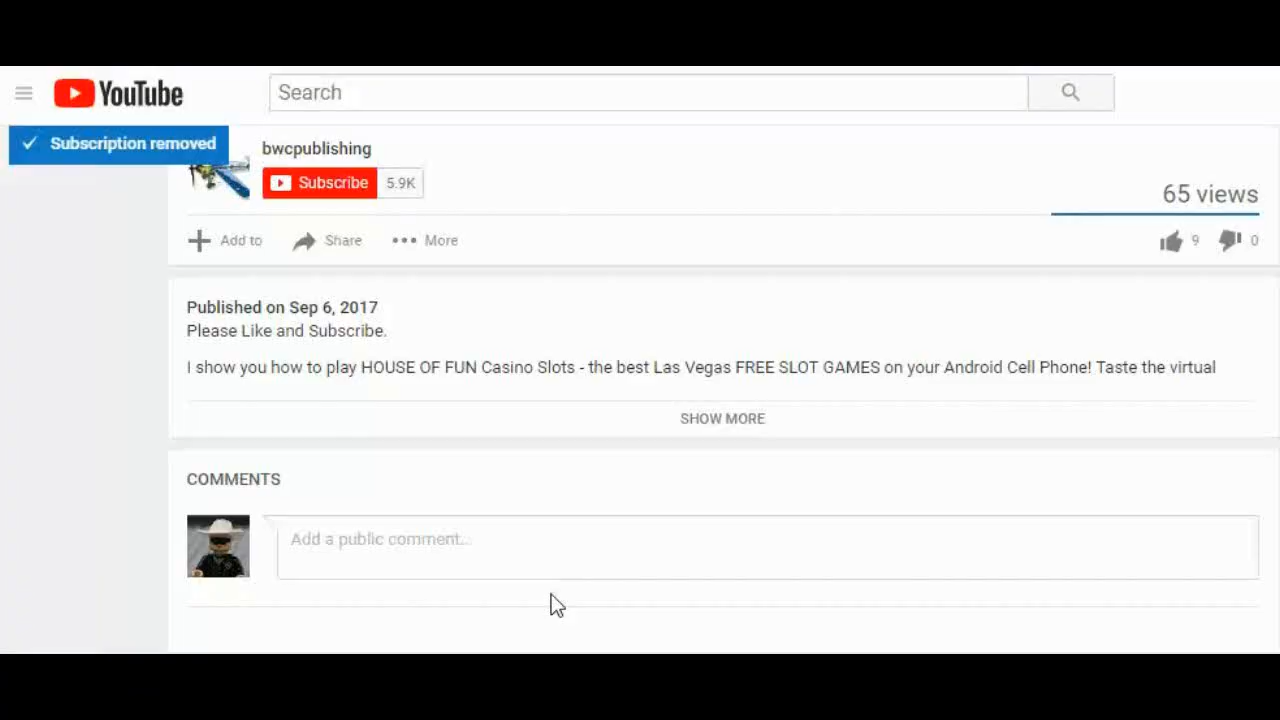 YouTube
Search
Subscription removed
bwcpublishing
Subscribe 5.9K
65 views
Add to Share More
9 0
Published on Sep 6, 2017
Please Like and Subscribe.
I show you how to play HOUSE OF FUN Casino Slots - the best Las Vegas FREE SLOT GAMES on your Android Cell Phone! Taste the virtual
SHOW MORE
COMMENTS
Add a public comment...